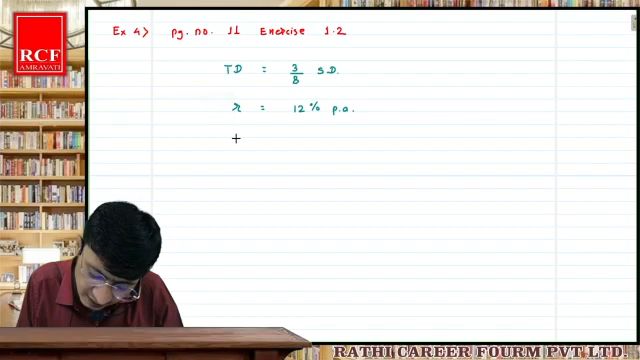 Ex 4> pg. no. 11 Exercise 1.2
RCF
AMRAVATI
TD = 3/8 S.D.
r = 12% p.a.
t
RATHI CAREER FOURM PVT LTD.